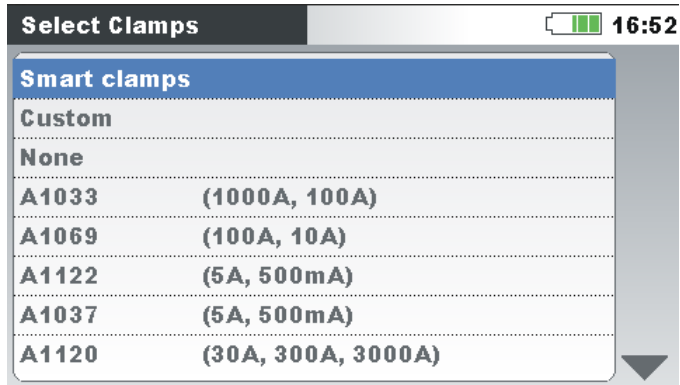 Select Clamps 16:52
Smart clamps
Custom
None
A1033 (1000A, 100A)
A1069 (100A, 10A)
A1122 (5A, 500mA)
A1037 (5A, 500mA)
A1120 (30A, 300A, 3000A)